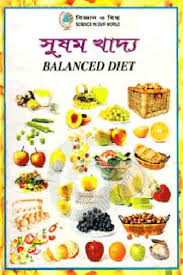 বিজ্ঞান ও বিশ্ব
SCIENCE IN OUR WORLD
সুষম খাদ্য
BALANCED DIET